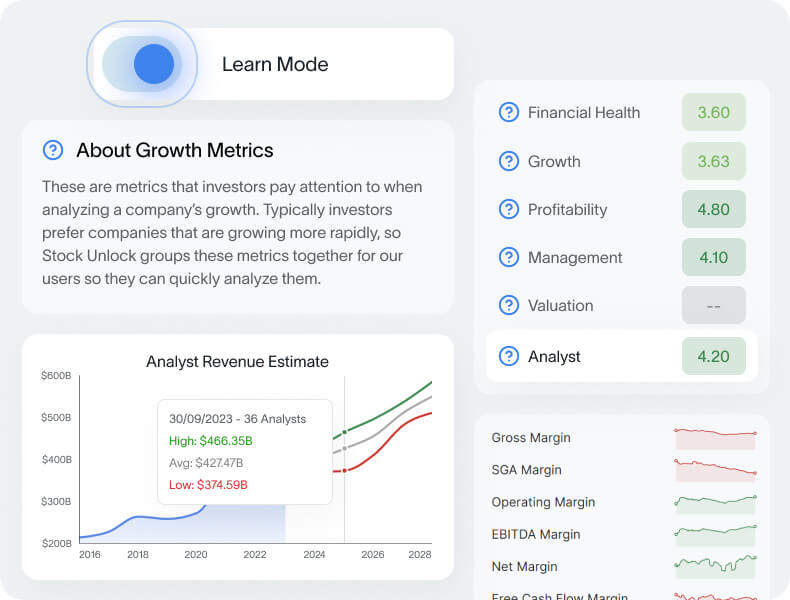 Learn Mode
About Growth Metrics
These are metrics that investors pay attention to when
analyzing a company's growth. Typically investors
prefer companies that are growing more rapidly, so
Stock Unlock groups these metrics together for our
users so they can quickly analyze them.
Analyst Revenue Estimate
$600B
$500B
$400B
$300B
$200B
30/09/2023 - 36 Analysts
High: $466.35B
Avg: $427.47B
Low: $374.59B
2016 2018 2020 2022 2024 2026 2028
Financial Health 3.60
Growth 3.63
Profitability 4.80
Management 4.10
Valuation --
Analyst 4.20
Gross Margin
SGA Margin
Operating Margin
EBITDA Margin
Net Margin
Free Cash Flow Margin